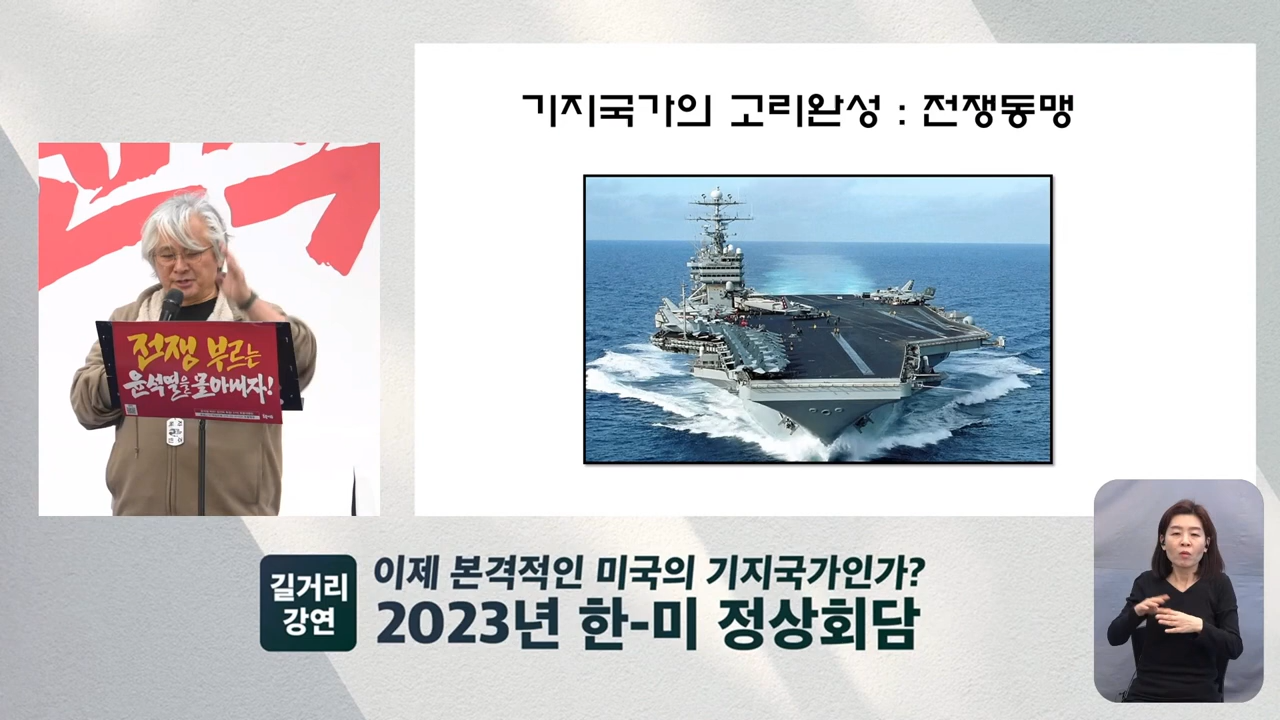 기지국가의 고리완성 : 전쟁동맹
전쟁 부르는
윤석열을 몰아내자!
길거리
강연
이제 본격적인 미국의 기지국가인가?
2023년 한-미 정상회담